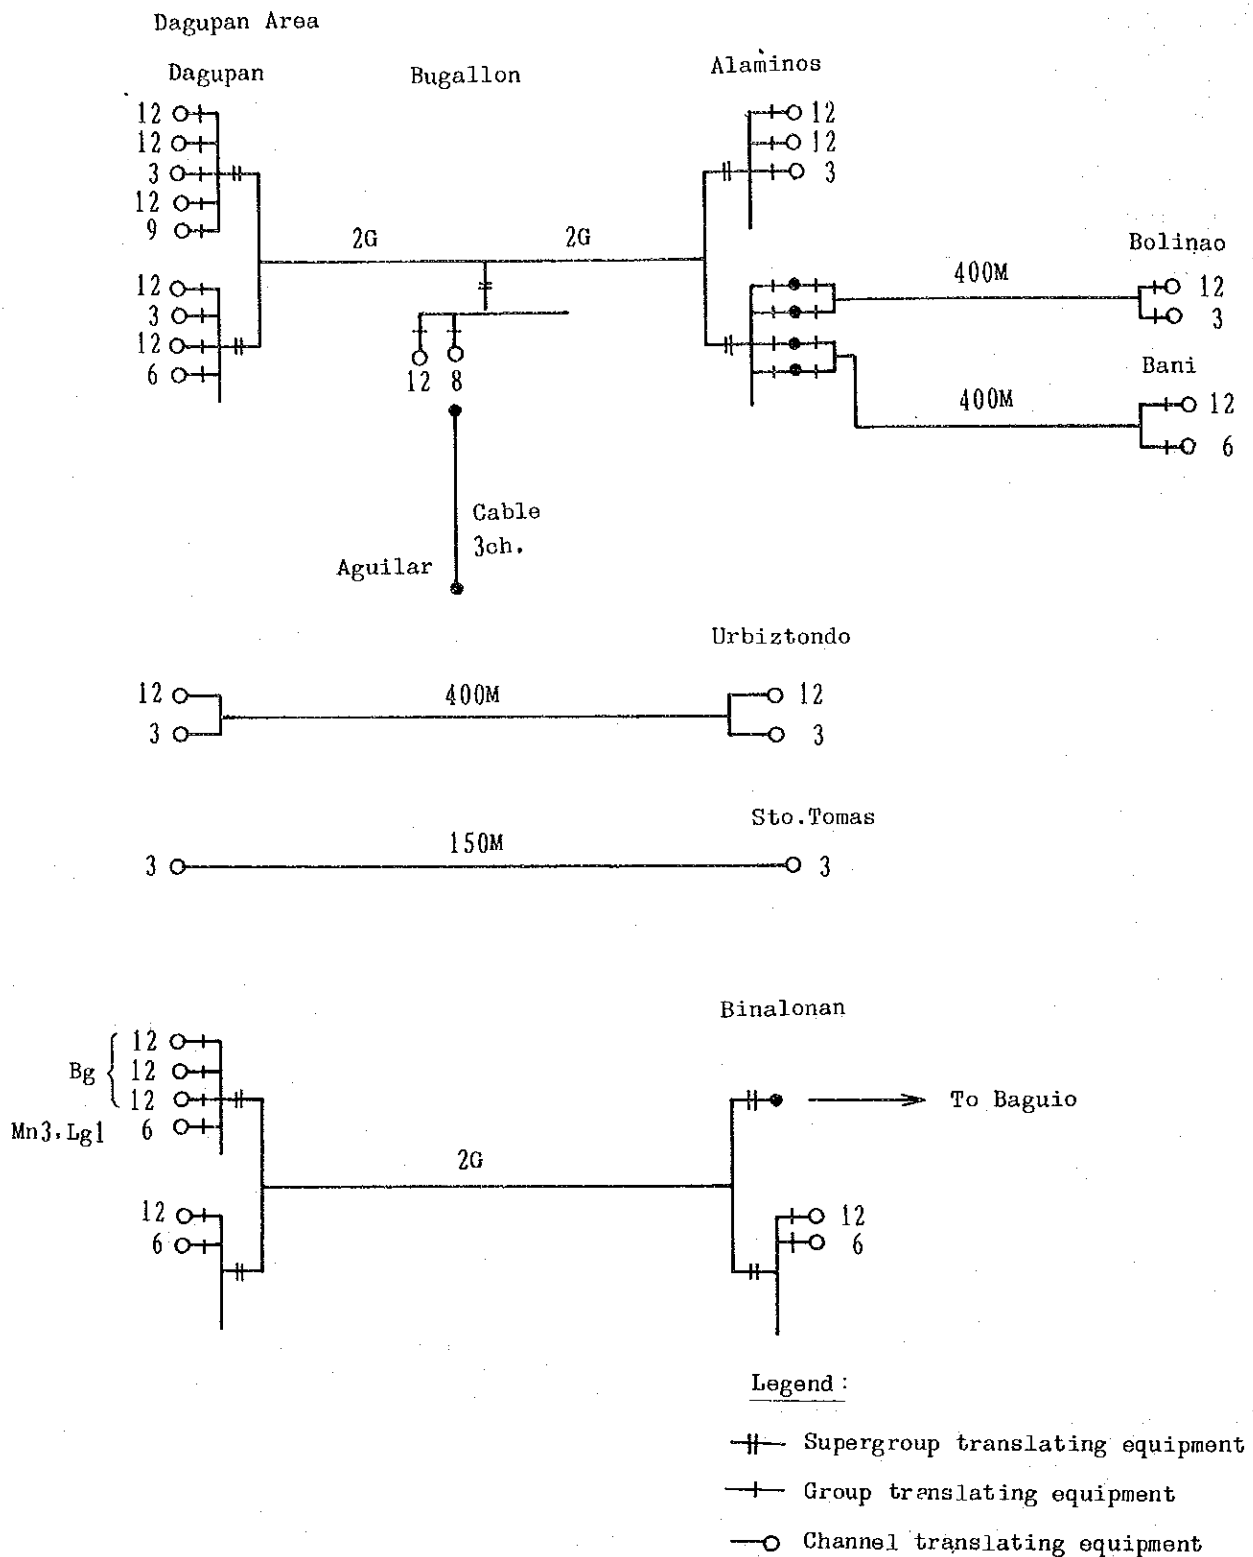 Dagupan Area
Dagupan Bugallon Alaminos
12 12
12 12
3 3
12
9
2G 2G
Bolinao
400M
12
3
12
3
12
6
12 8
Bani
400M
12
6
Cable
3ch.
Aguilar
Urbiztondo
12 400M 12
3 3
Sto.Tomas
150M
3 3
Binalonan
12
Bg 12
12 To Baguio
Mn3,Lg1 6
2G
12 12
6 6
Legend :
Supergroup translating equipment
Group translating equipment
Channel translating equipment